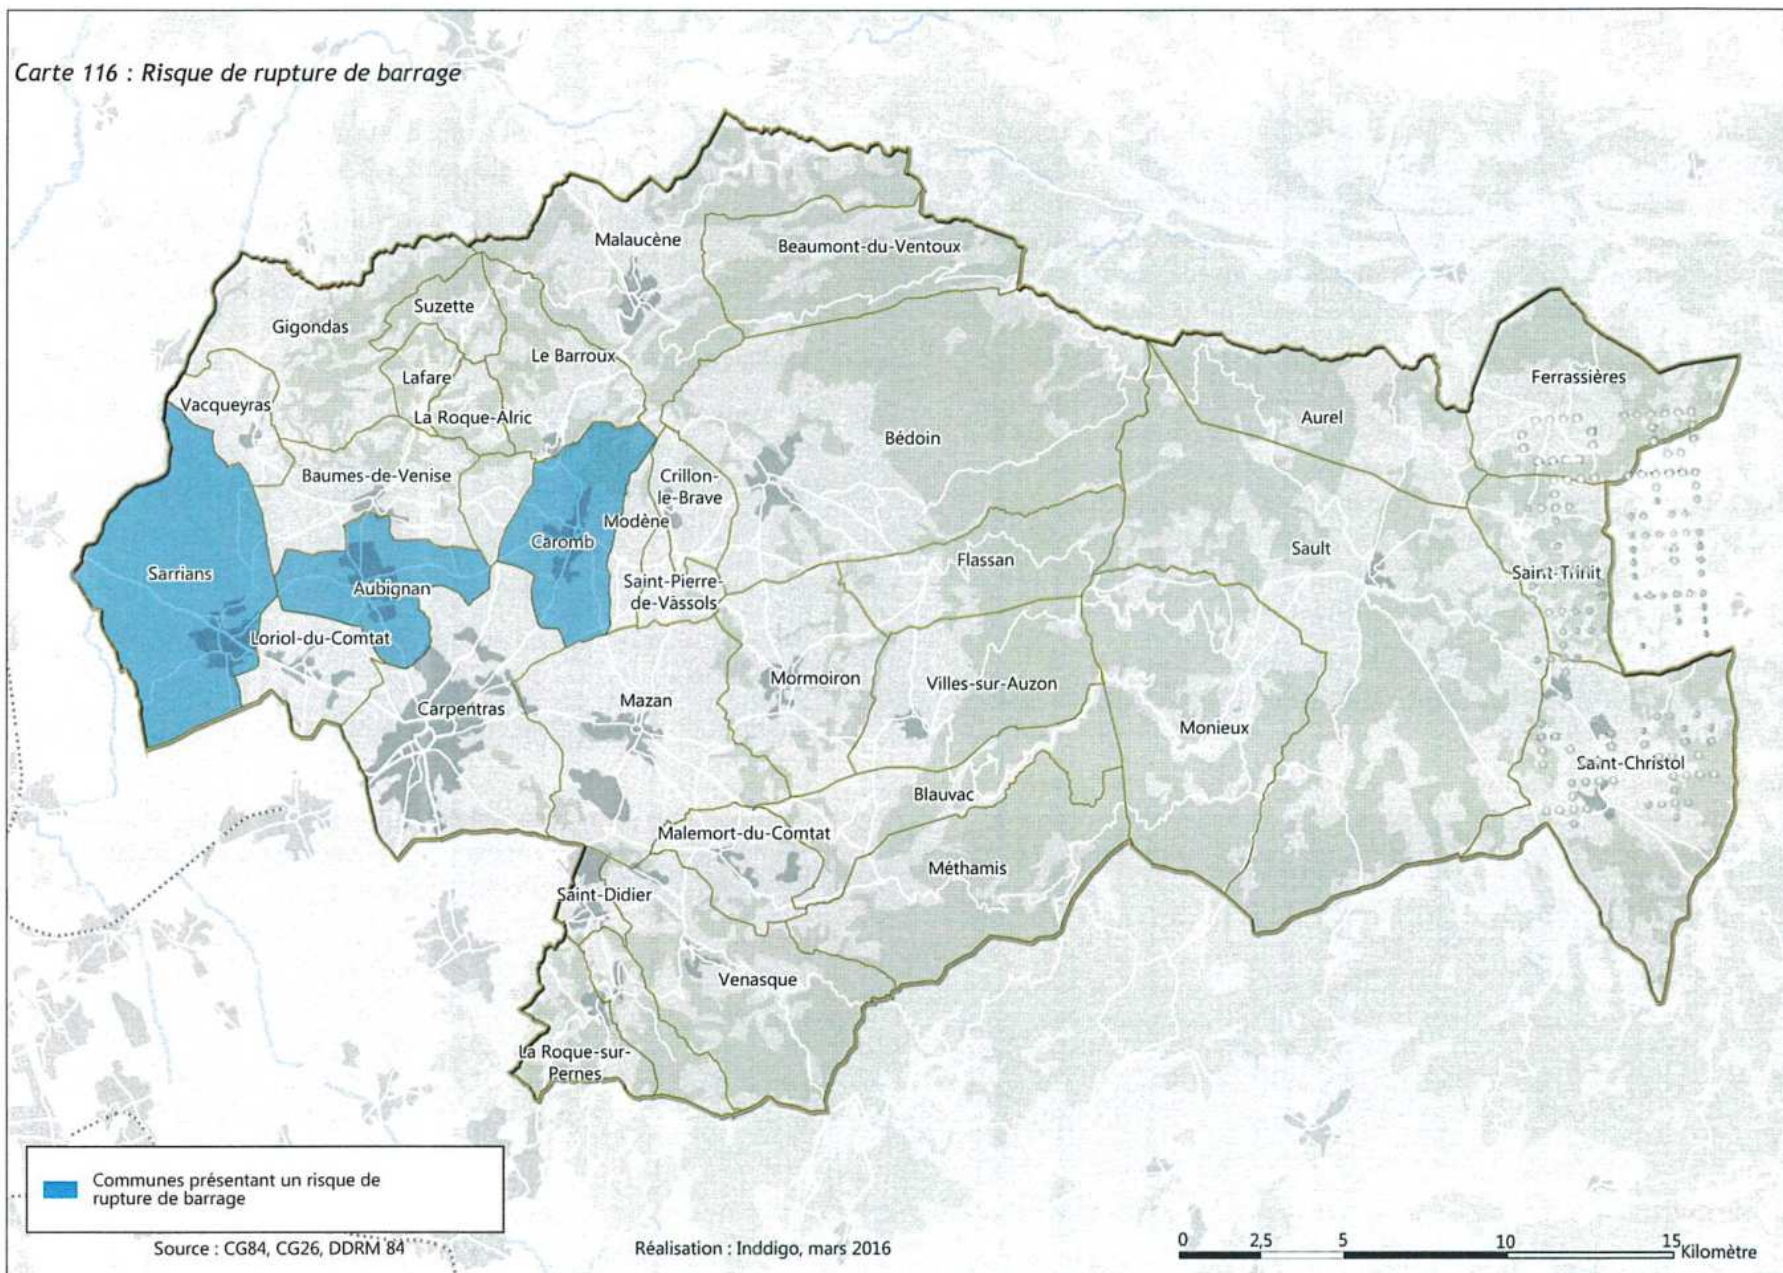 Carte 116 : Risque de rupture de barrage
Malaucène
Beaumont-du-Ventoux
Suzette
Gigondas
Le Barroux
Lafare
Ferrassières
Vacqueyras
La Roque-Alric
Aurel
Bédoin
Baumes-de-Venise
Crillon-
le-Brave
Modène
Caromb
Sarrians
Aubignan
Flassan
Sault
Saint-Trinit
Saint-Pierre-
de-Vassols
Loriol-du-Comtat
Carpentras
Mazan
Mormoiron
Villes-sur-Auzon
Monieux
Saint-Christol
Blauvac
Malemort-du-Comtat
Méthamis
Saint-Didier
Venasque
La Roque-sur-
Pernes
Communes présentant un risque de
rupture de barrage
Source : CG84, CG26, DDRM 84
Réalisation : Inddigo, mars 2016
0 2,5 5 10 15
Kilomètre